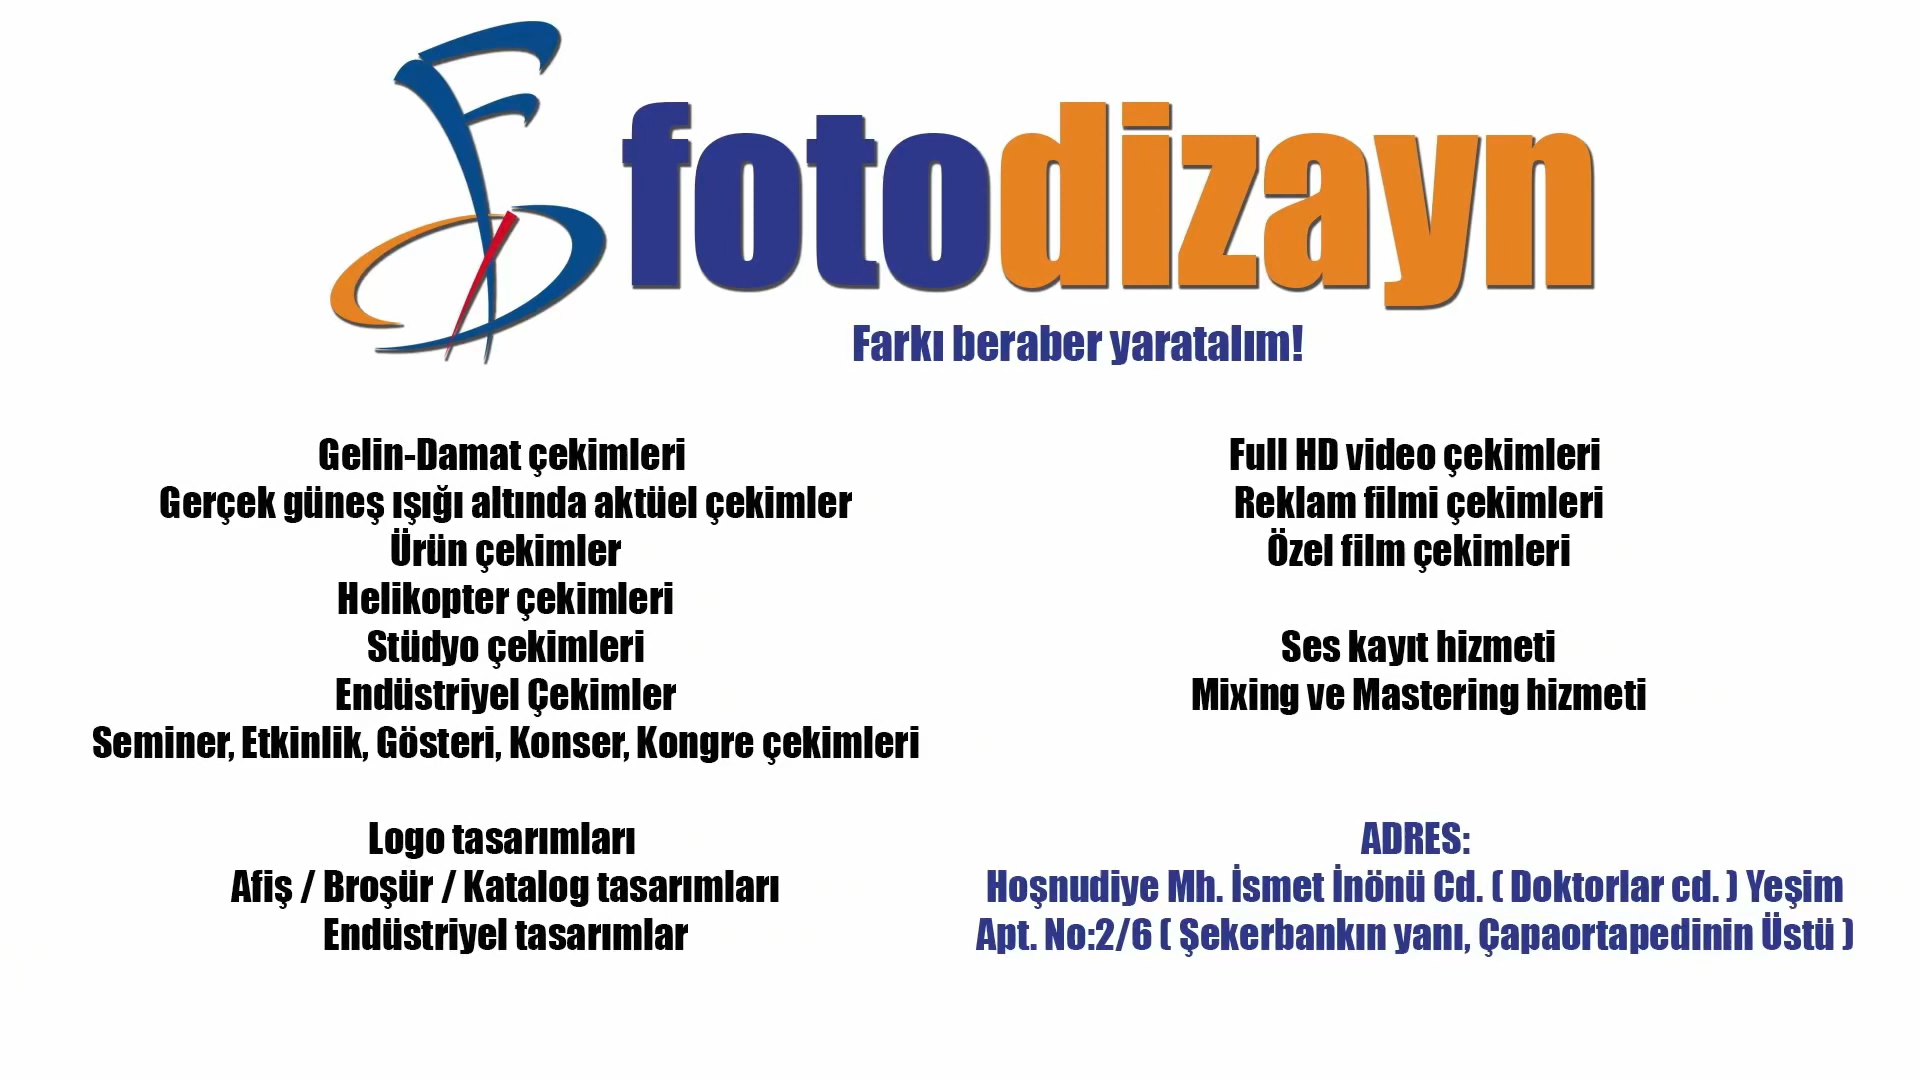 fotodizayn
Farkı beraber yaratalım!
Gelin-Damat çekimleri
Gerçek güneş ışığı altında aktüel çekimler
Ürün çekimler
Helikopter çekimleri
Stüdyo çekimleri
Endüstriyel Çekimler
Seminer, Etkinlik, Gösteri, Konser, Kongre çekimleri
Logo tasarımları
Afiş / Broşür / Katalog tasarımları
Endüstriyel tasarımlar
Full HD video çekimleri
Reklam filmi çekimleri
Özel film çekimleri
Ses kayıt hizmeti
Mixing ve Mastering hizmeti
ADRES:
Hoşnudiye Mh. İsmet İnönü Cd. ( Doktorlar cd. ) Yeşim
Apt. No:2/6 ( Şekerbankın yanı, Çapaortapedinin Üstü )